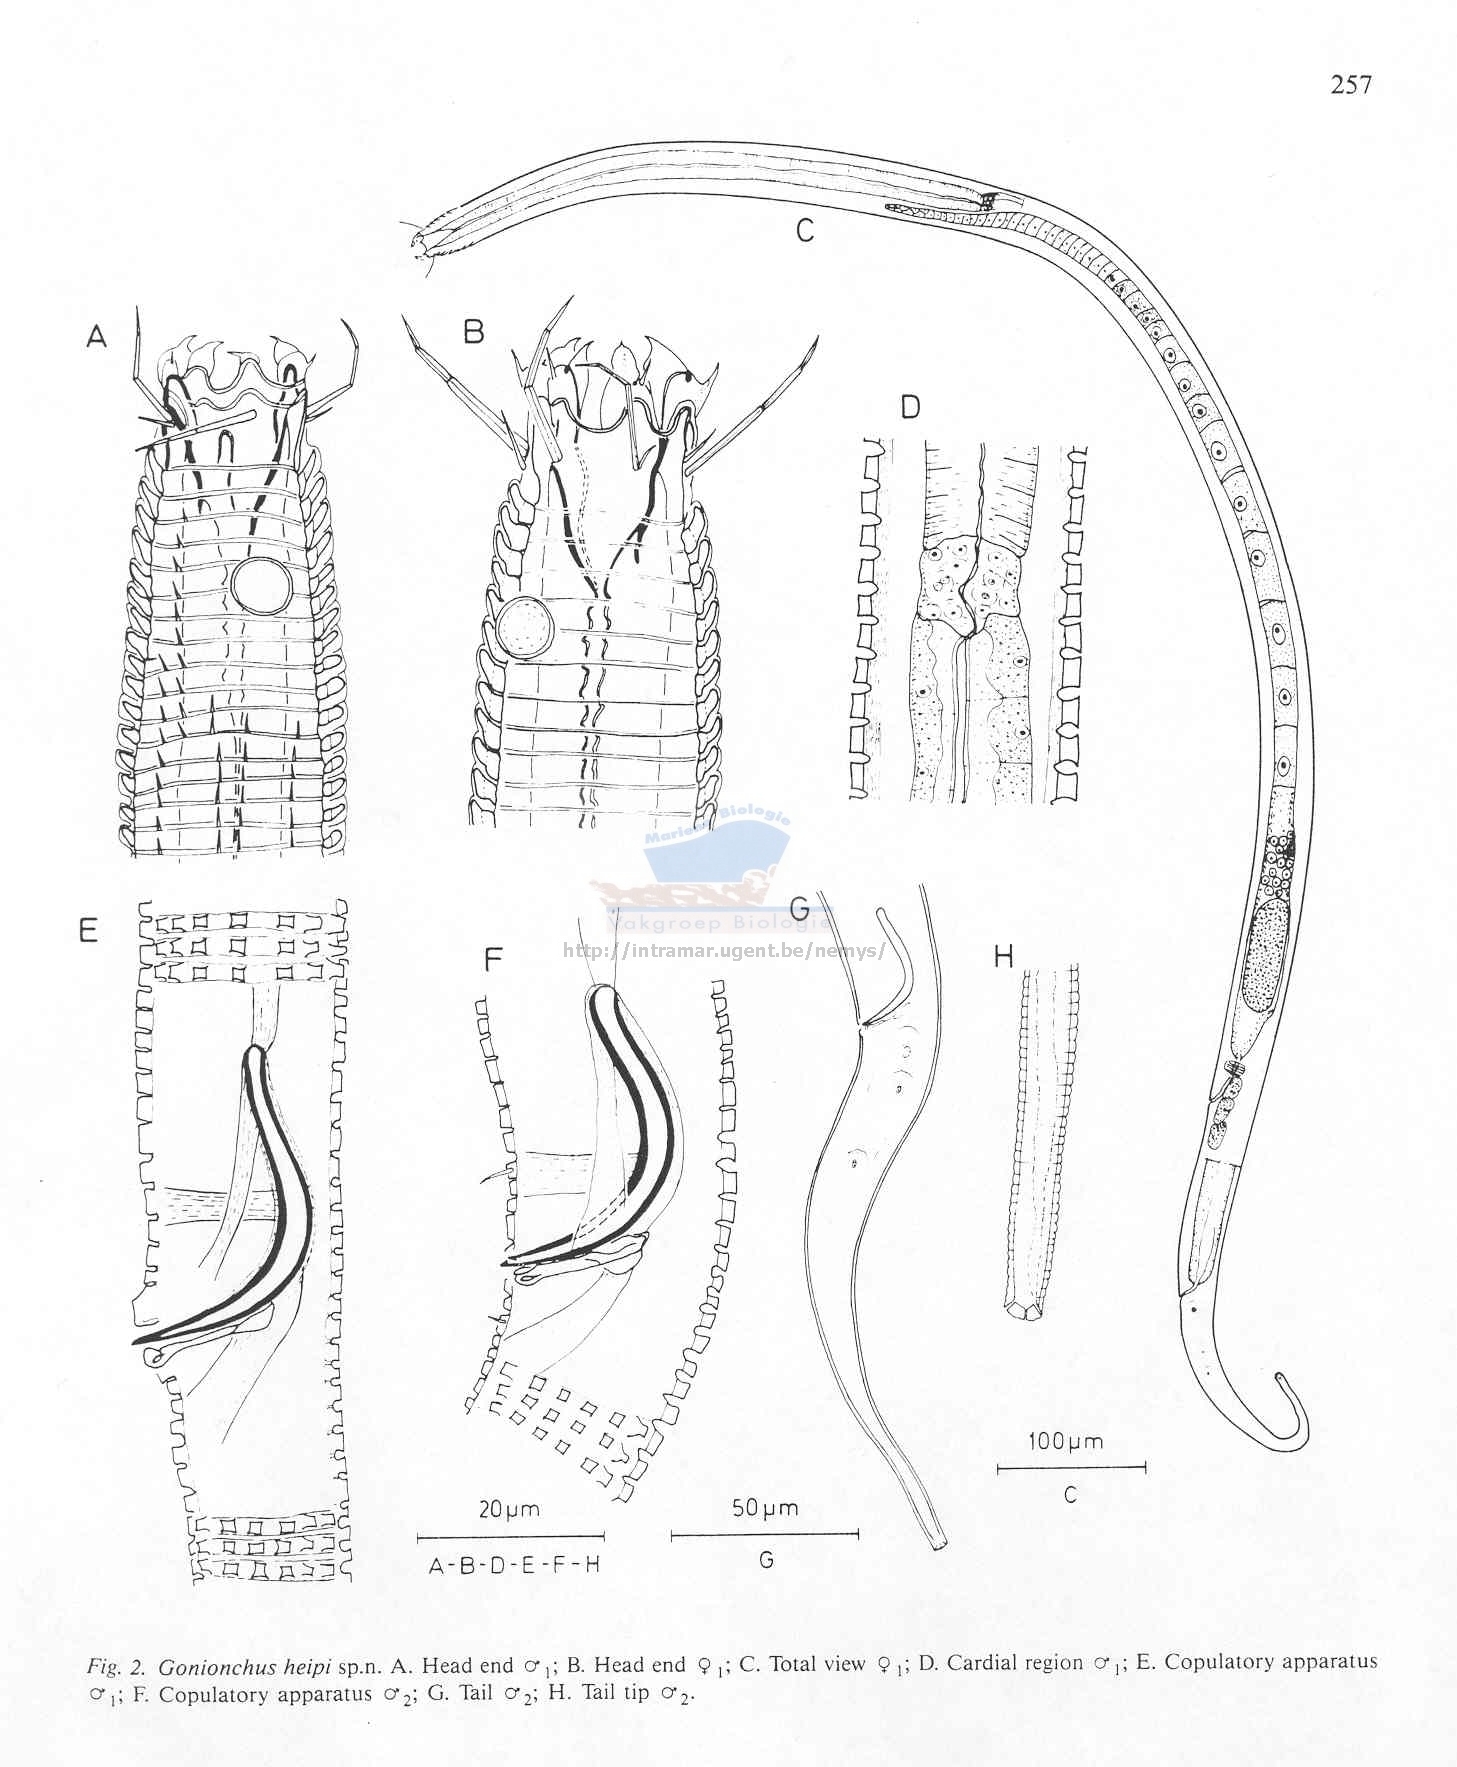 257
C
A
B
D
Mariene Biologie
E
G
Vakgroep Biologie
F
http://intramar.ugent.be/nemys/
H
100µm
C
20µm
50µm
A-B-D-E-F-H
G
Fig. 2. Gonionchus heipi sp.n. A. Head end ♂1; B. Head end ♀1; C. Total view ♀1; D. Cardial region ♂1; E. Copulatory apparatus
♂1; F. Copulatory apparatus ♂2; G. Tail ♂2; H. Tail tip ♂2.